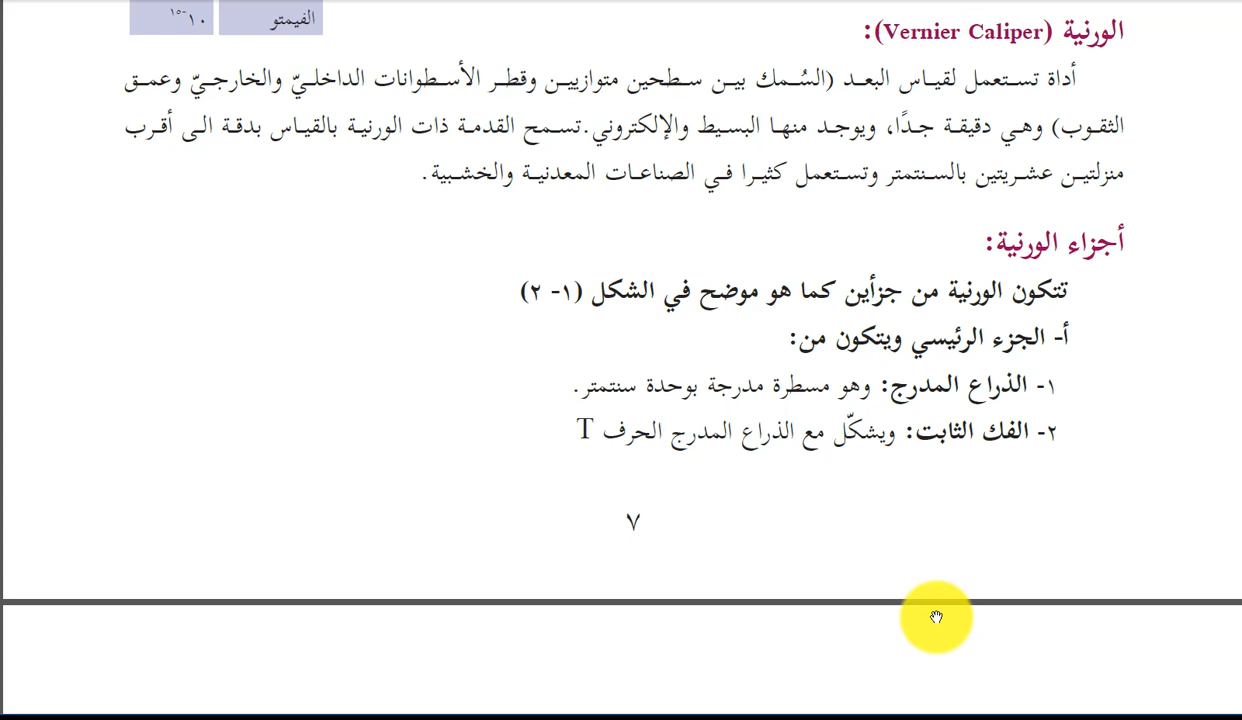 الفيمتو ١٠-١٥
الورنية (Vernier Caliper):
أداة تستعمل لقياس البعد (السُمك بين سطحين متوازيين وقطر الأسطوانات الداخليّ والخارجيّ وعمق
الثقوب) وهي دقيقة جدًا، ويوجد منها البسيط والإلكتروني.تسمح القدمة ذات الورنية بالقياس بدقة الى أقرب
منزلتين عشريتين بالسنتمتر وتستعمل كثيرا في الصناعات المعدنية والخشبية.
أجزاء الورنية:
تتكون الورنية من جزأين كما هو موضح في الشكل (١- ٢)
أ- الجزء الرئيسي ويتكون من:
١- الذراع المدرج: وهو مسطرة مدرجة بوحدة سنتمتر.
٢- الفك الثابت: ويشكّل مع الذراع المدرج الحرف T
٧